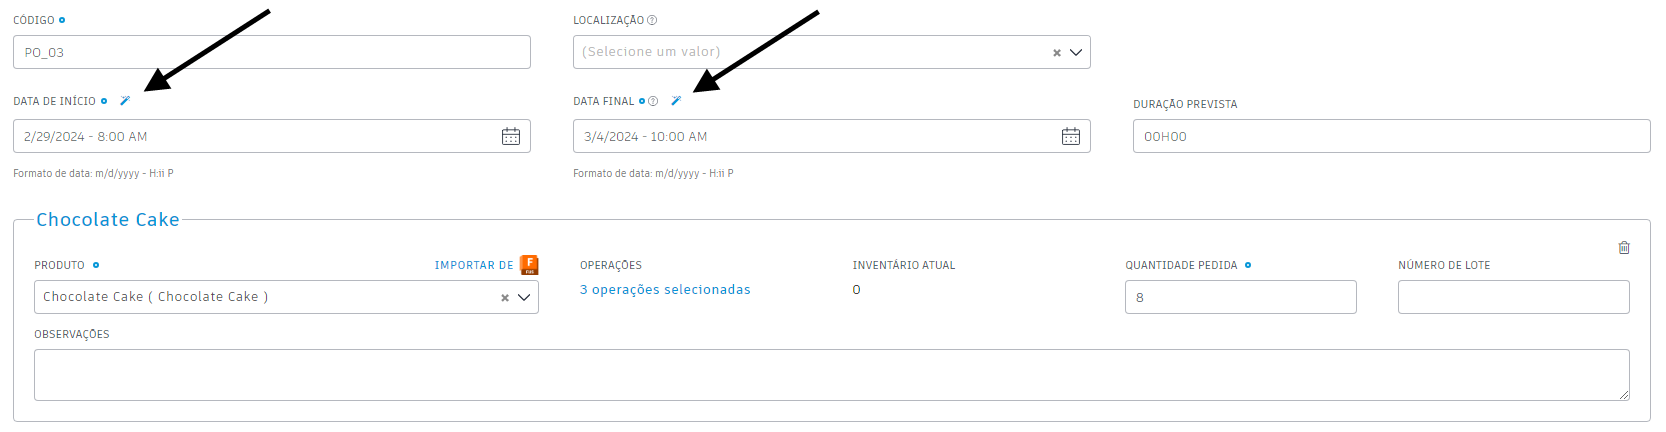 CÓDIGO
LOCALIZAÇÃO ?
PO_03
(Selecione um valor)
DATA DE INÍCIO
DATA FINAL ?
DURAÇÃO PREVISTA
2/29/2024 - 8:00 AM
3/4/2024 - 10:00 AM
00H00
Formato de data: m/d/yyyy - H:ii P
Formato de data: m/d/yyyy - H:ii P
Chocolate Cake
PRODUTO
IMPORTAR DE F
OPERAÇÕES
INVENTÁRIO ATUAL
QUANTIDADE PEDIDA
NÚMERO DE LOTE
Chocolate Cake ( Chocolate Cake )
3 operações selecionadas
0
8
OBSERVAÇÕES